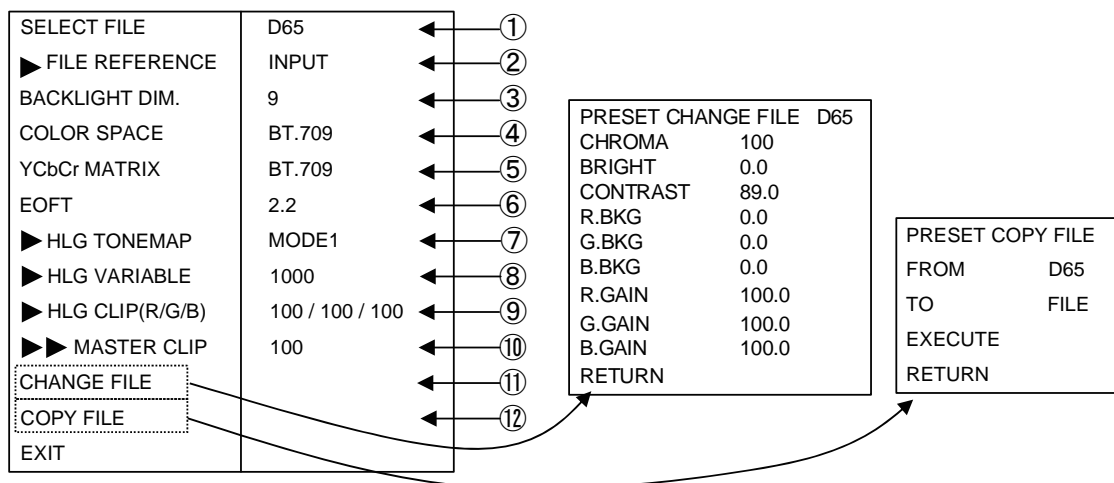 SELECT FILE D65 ①
▶ FILE REFERENCE INPUT ②
BACKLIGHT DIM. 9 ③
COLOR SPACE BT.709 ④
YCbCr MATRIX BT.709 ⑤
EOFT 2.2 ⑥
▶ HLG TONEMAP MODE1 ⑦
▶ HLG VARIABLE 1000 ⑧
▶ HLG CLIP(R/G/B) 100 / 100 / 100 ⑨
▶▶ MASTER CLIP 100 ⑩
CHANGE FILE ⑪
COPY FILE ⑫
EXIT
PRESET CHANGE FILE D65
CHROMA 100
BRIGHT 0.0
CONTRAST 89.0
R.BKG 0.0
G.BKG 0.0
B.BKG 0.0
R.GAIN 100.0
G.GAIN 100.0
B.GAIN 100.0
RETURN
PRESET COPY FILE
FROM D65
TO FILE
EXECUTE
RETURN